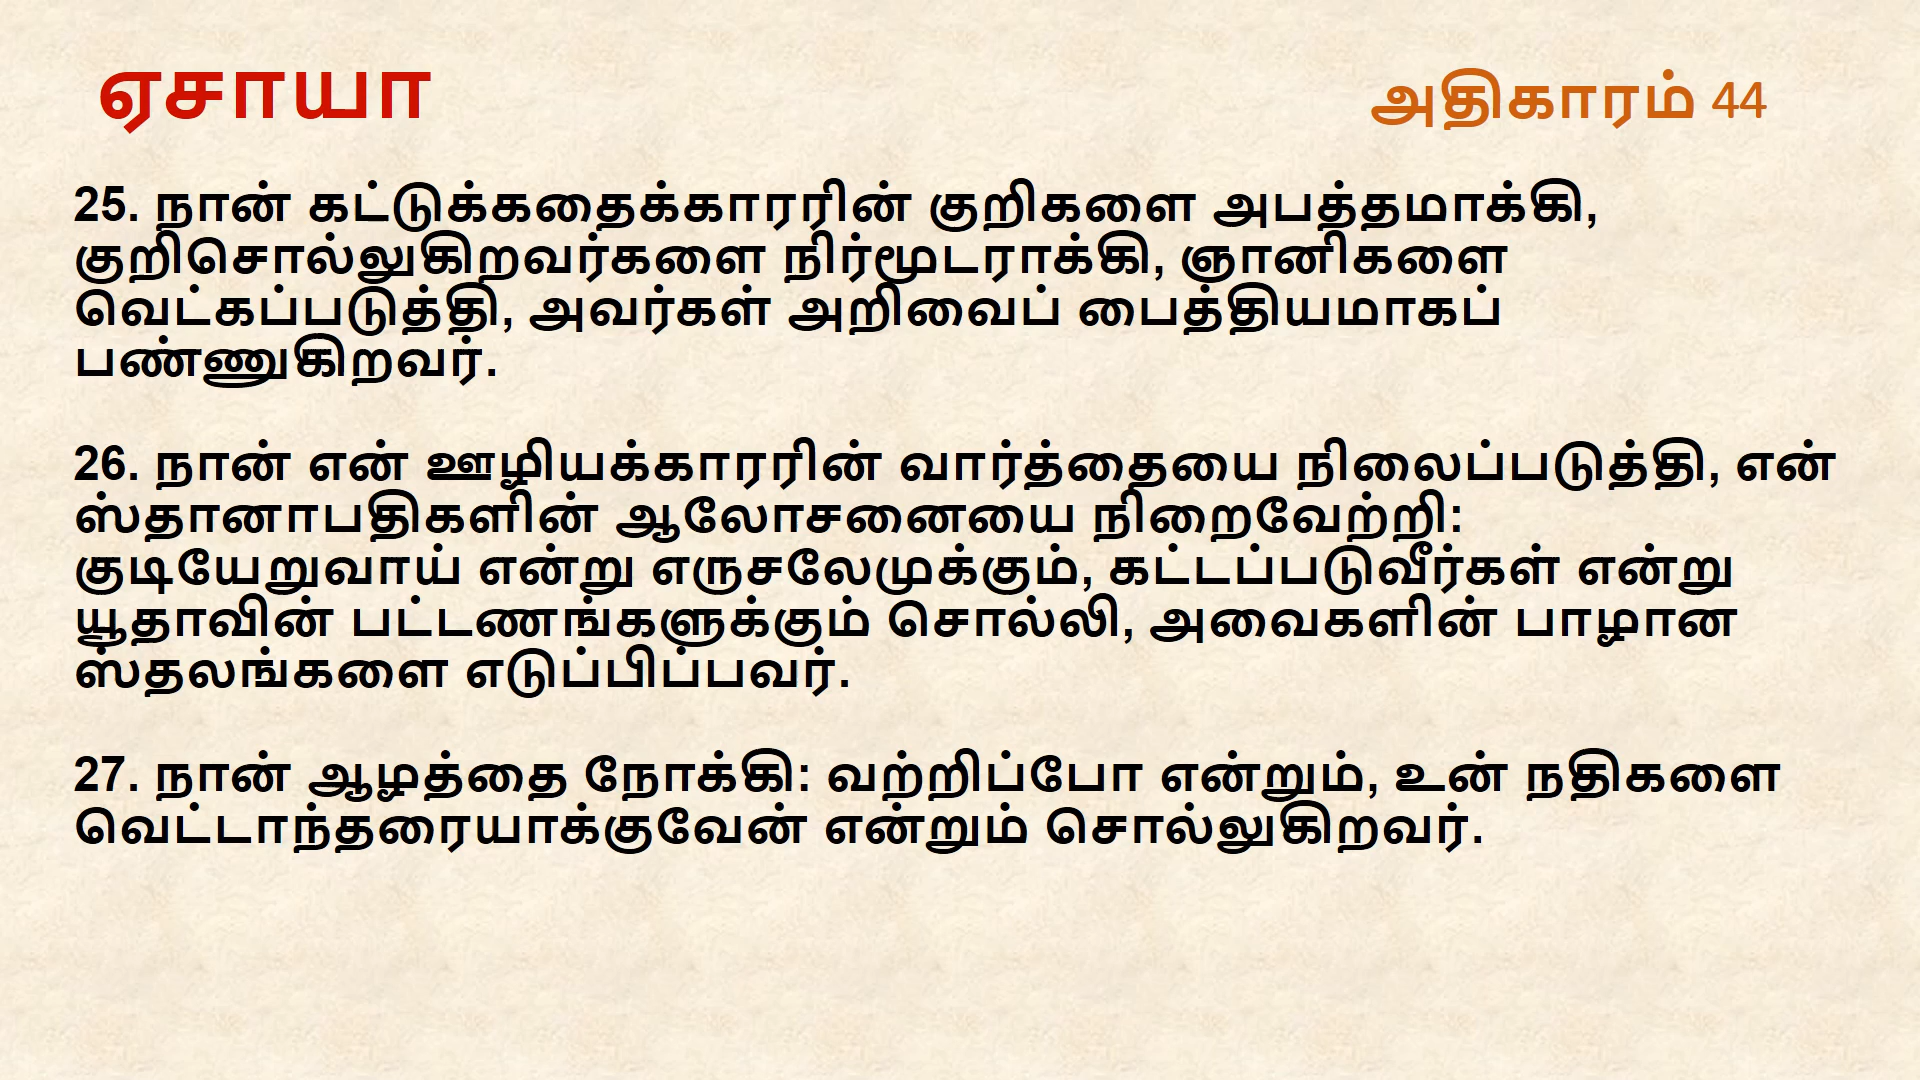 ஏசாயா
அதிகாரம் 44
25. நான் கட்டுக்கதைக்காரரின் குறிகளை அபத்தமாக்கி,
குறிசொல்லுகிறவர்களை நிர்மூடராக்கி, ஞானிகளை
வெட்கப்படுத்தி, அவர்கள் அறிவைப் பைத்தியமாகப்
பண்ணுகிறவர்.
26. நான் என் ஊழியக்காரரின் வார்த்தையை நிலைப்படுத்தி, என்
ஸ்தானாபதிகளின் ஆலோசனையை நிறைவேற்றி:
குடியேறுவாய் என்று எருசலேமுக்கும், கட்டப்படுவீர்கள் என்று
யூதாவின் பட்டணங்களுக்கும் சொல்லி, அவைகளின் பாழான
ஸ்தலங்களை எடுப்பிப்பவர்.
27. நான் ஆழத்தை நோக்கி: வற்றிப்போ என்றும், உன் நதிகளை
வெட்டாந்தரையாக்குவேன் என்றும் சொல்லுகிறவர்.